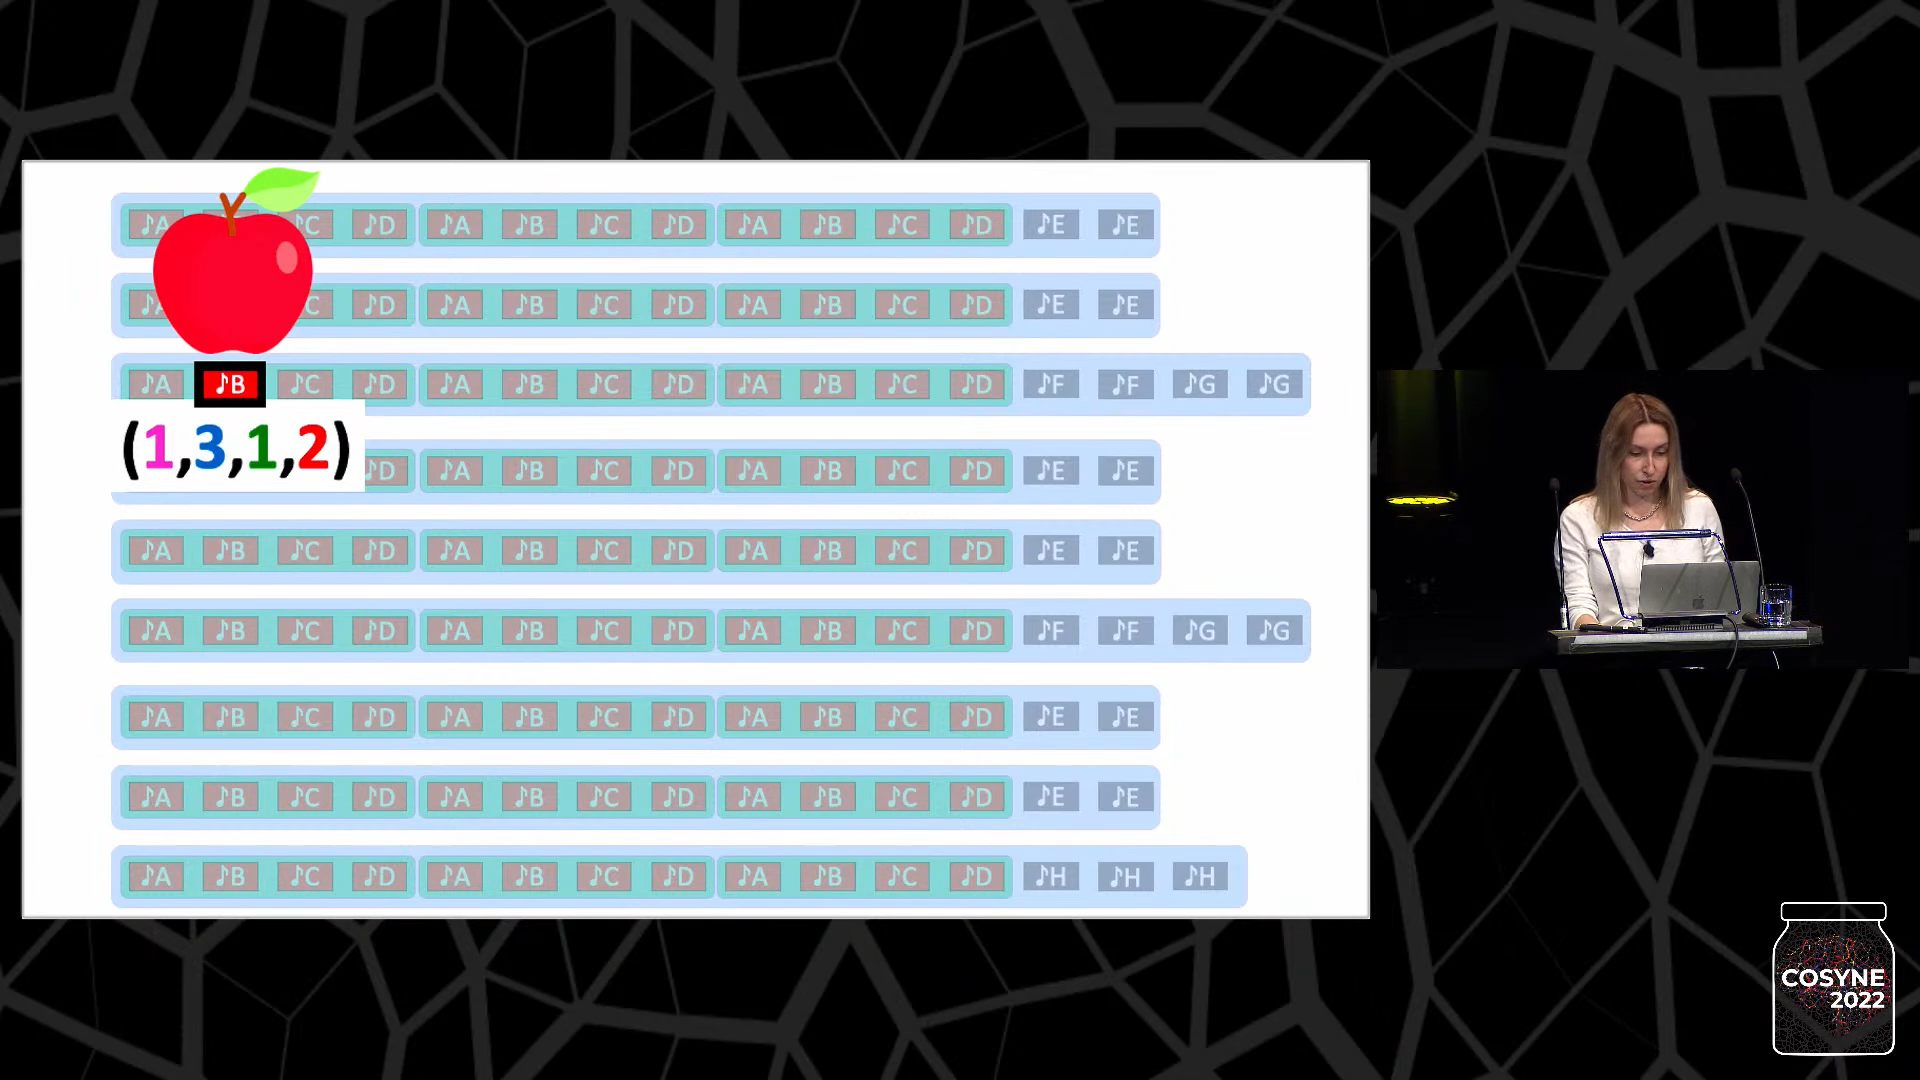 ♪A ♪C ♪D ♪A ♪B ♪C ♪D ♪A ♪B ♪C ♪D ♪E ♪E
♪A ♪C ♪D ♪A ♪B ♪C ♪D ♪A ♪B ♪C ♪D ♪E ♪E
♪A ♪B ♪C ♪D ♪A ♪B ♪C ♪D ♪A ♪B ♪C ♪D ♪F ♪F ♪G ♪G
(1,3,1,2)
♪D ♪A ♪B ♪C ♪D ♪A ♪B ♪C ♪D ♪E ♪E
♪A ♪B ♪C ♪D ♪A ♪B ♪C ♪D ♪A ♪B ♪C ♪D ♪E ♪E
♪A ♪B ♪C ♪D ♪A ♪B ♪C ♪D ♪A ♪B ♪C ♪D ♪F ♪F ♪G ♪G
♪A ♪B ♪C ♪D ♪A ♪B ♪C ♪D ♪A ♪B ♪C ♪D ♪E ♪E
♪A ♪B ♪C ♪D ♪A ♪B ♪C ♪D ♪A ♪B ♪C ♪D ♪E ♪E
♪A ♪B ♪C ♪D ♪A ♪B ♪C ♪D ♪A ♪B ♪C ♪D ♪H ♪H ♪H
COSYNE
2022